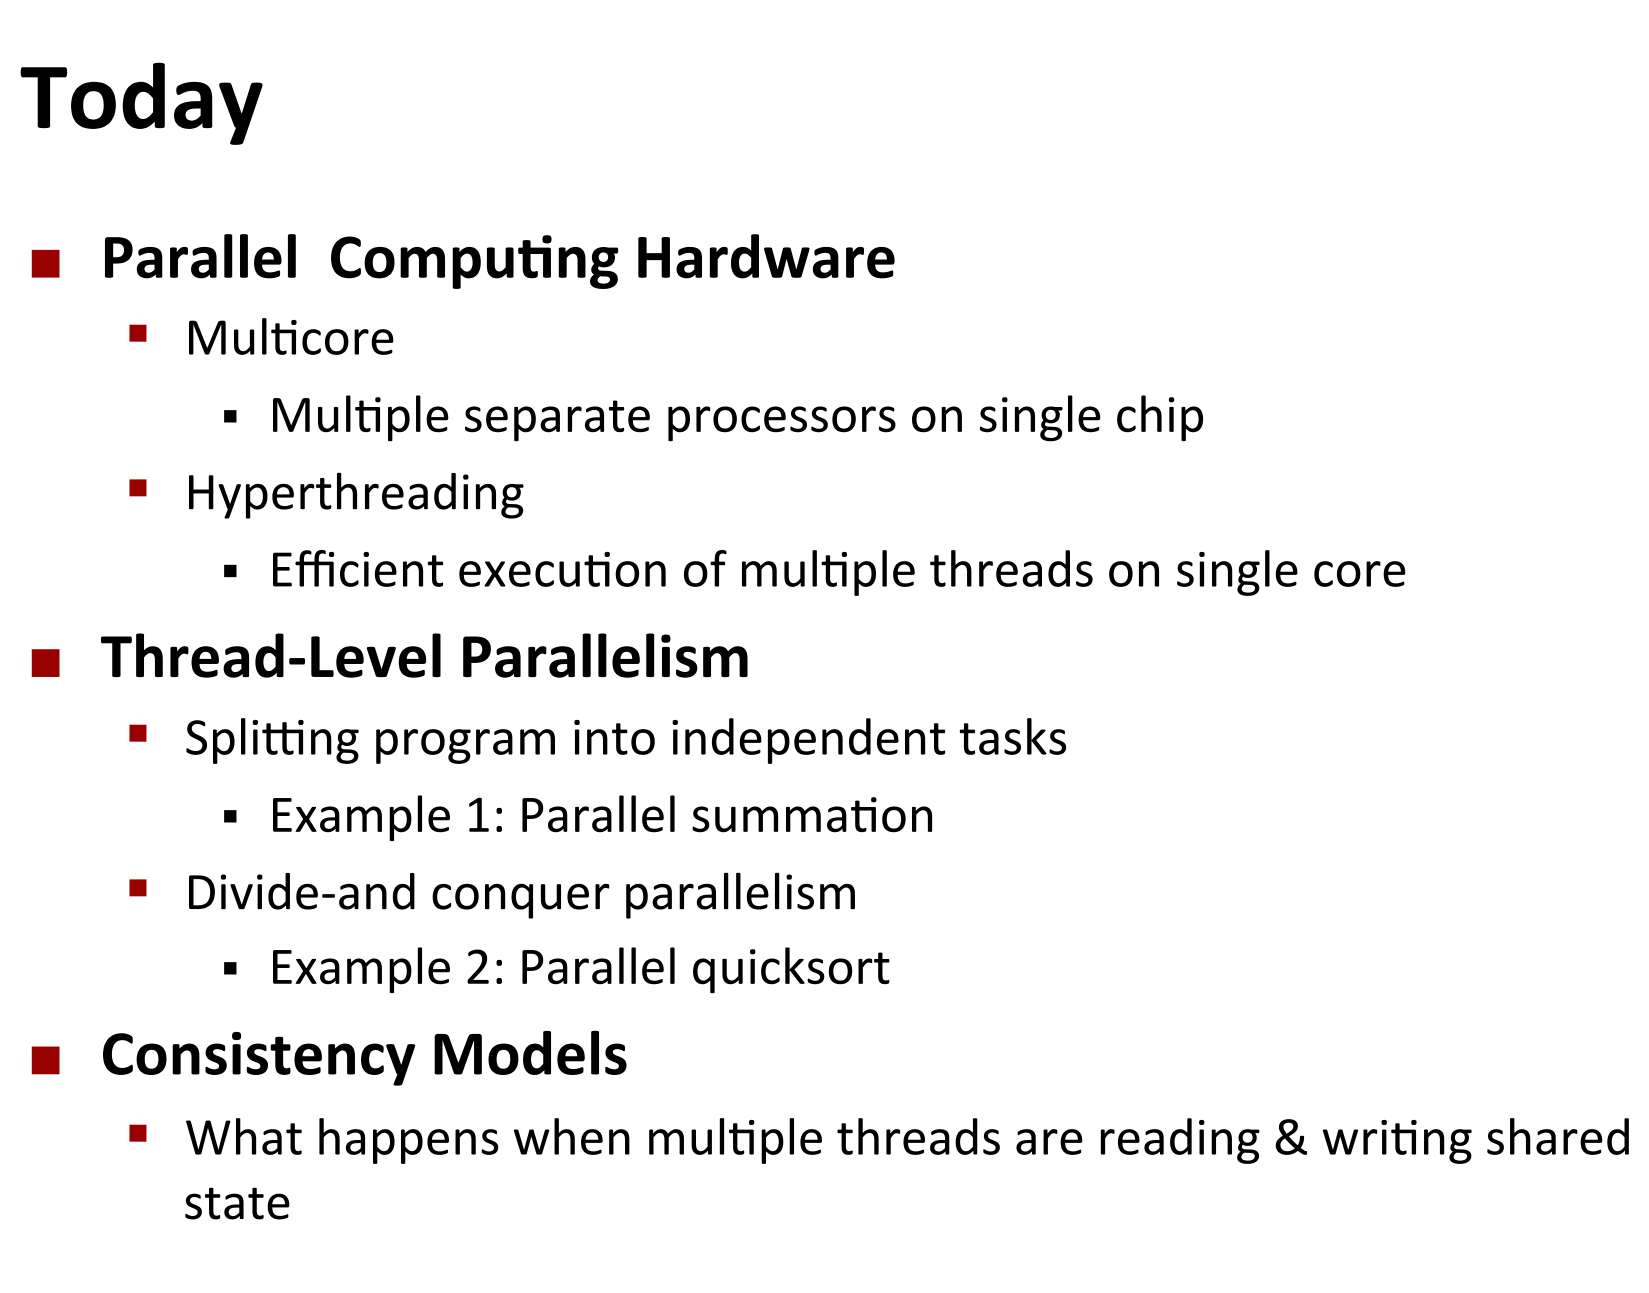 Today
Parallel  Computing Hardware
Multicore
Multiple separate processors on single chip
Hyperthreading
Efficient execution of multiple threads on single core
Thread-Level Parallelism
Splitting program into independent tasks
Example 1: Parallel summation
Divide-and conquer parallelism
Example 2: Parallel quicksort
Consistency Models
What happens when multiple threads are reading & writing shared
state